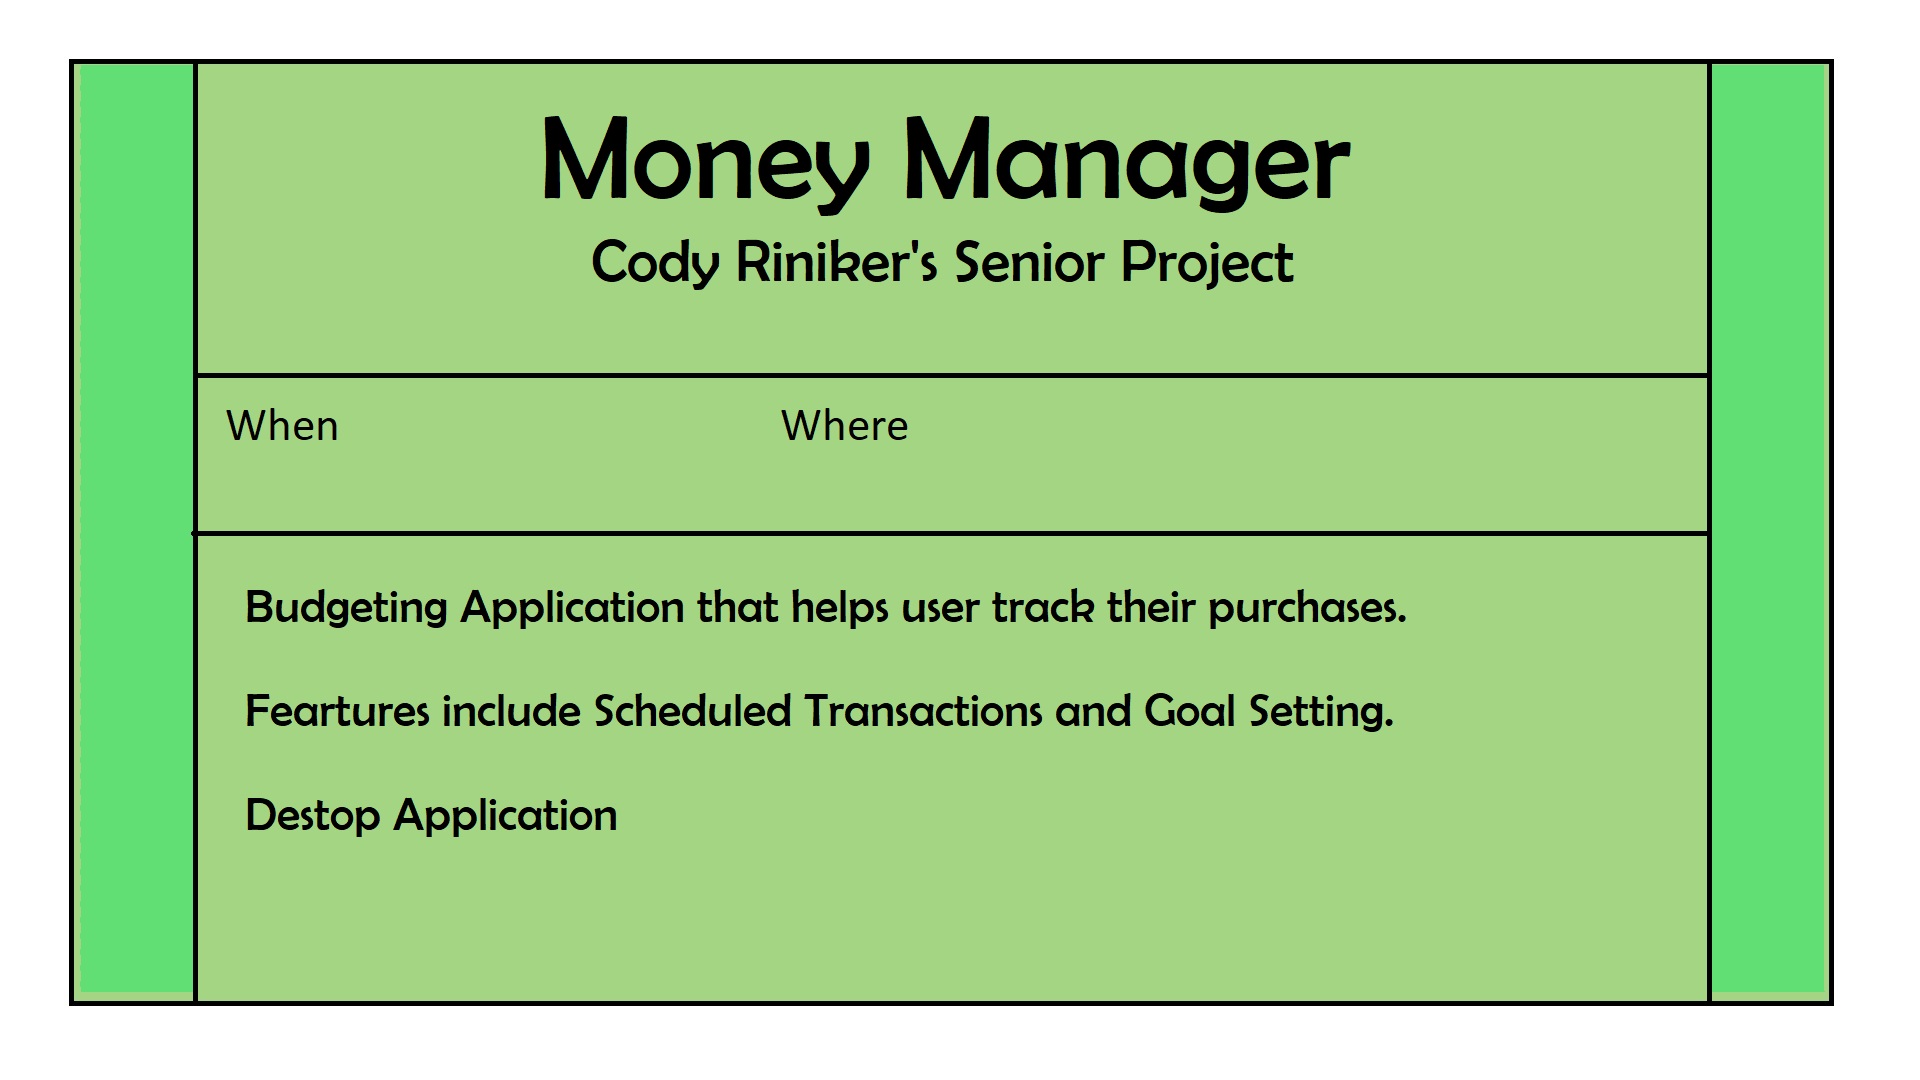 Money Manager
Cody Riniker's Senior Project
When Where
Budgeting Application that helps user track their purchases.
Feartures include Scheduled Transactions and Goal Setting.
Destop Application